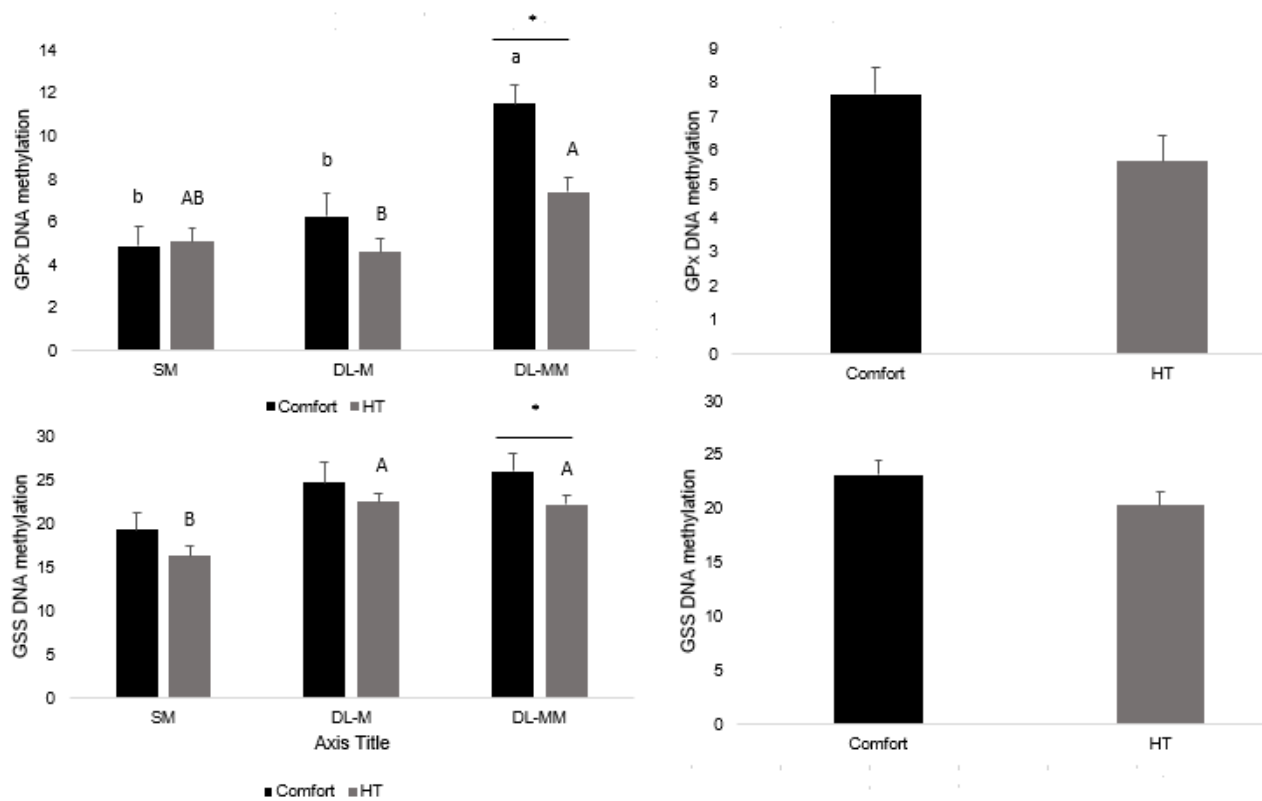 *
14
a
12
10
A
b
8
b
AB
B
6
4
2
0
GPx DNA methylation
SM
DL-M
DL-MM
Comfort HT
9
8
7
6
5
4
3
2
1
0
GPx DNA methylation
Comfort
HT
*
30
A
A
25
B
20
15
10
5
0
GSS DNA methylation
SM
DL-M
DL-MM
Axis Title
Comfort HT
30
25
20
15
10
5
0
GSS DNA methylation
Comfort
HT